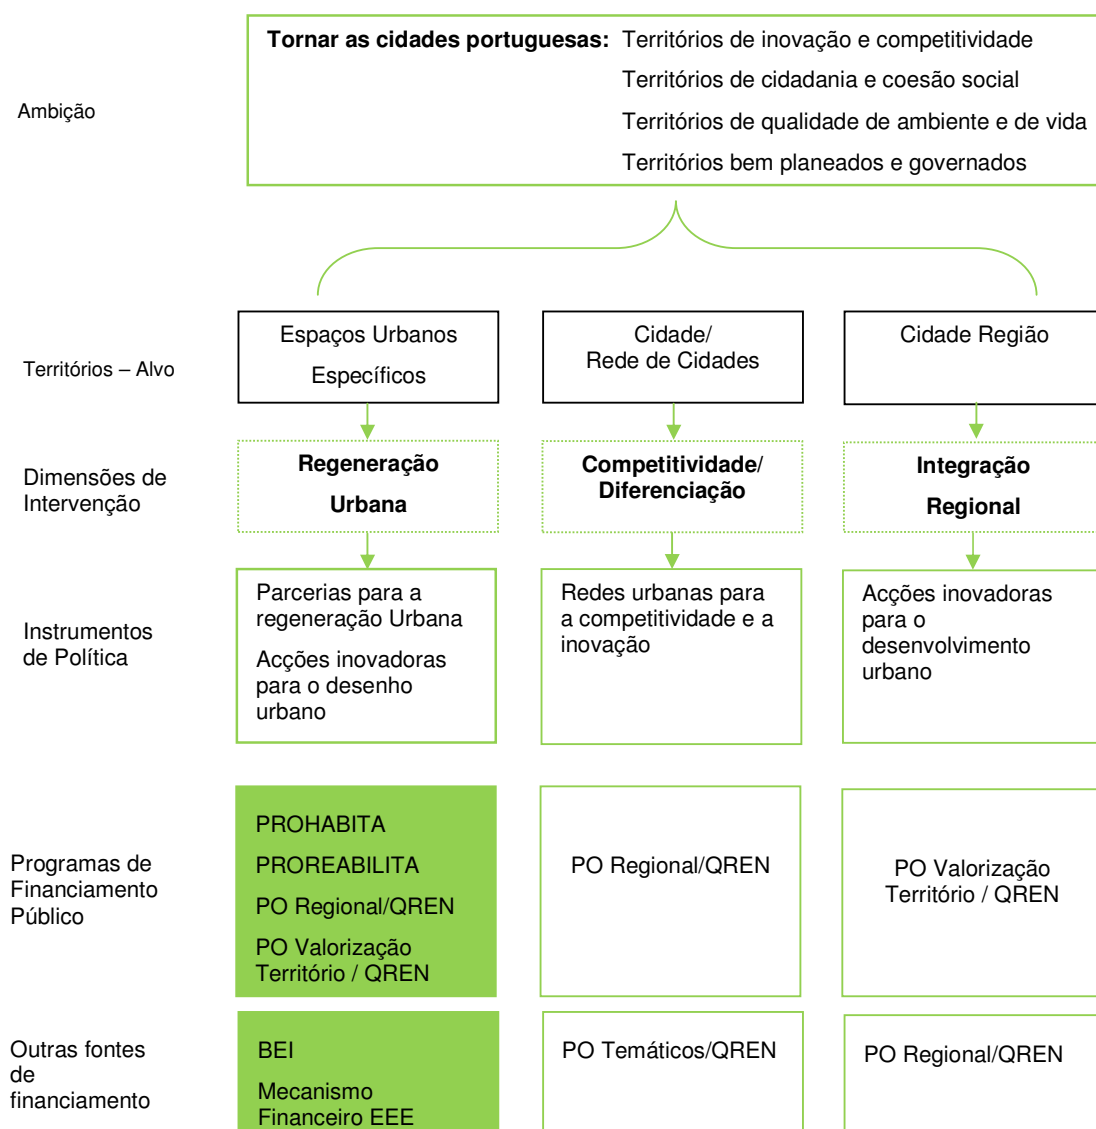 Tornar as cidades portuguesas: Territórios de inovação e competitividade
Territórios de cidadania e coesão social
Ambição
Territórios de qualidade de ambiente e de vida
Territórios bem planeados e governados
Territórios – Alvo
Espaços Urbanos
Específicos
Cidade/
Rede de Cidades
Cidade Região
Dimensões de
Intervenção
Regeneração
Urbana
Competitividade/
Diferenciação
Integração
Regional
Instrumentos
de Política
Parcerias para a
regeneração Urbana
Acções inovadoras
para o desenho
urbano
Redes urbanas para
a competitividade e a
inovação
Acções inovadoras
para o
desenvolvimento
urbano
Programas de
Financiamento
Público
PROHABITA
PROREABILITA
PO Regional/QREN
PO Valorização
Território / QREN
PO Regional/QREN
PO Valorização
Território / QREN
Outras fontes
de
financiamento
BEI
Mecanismo
Financeiro EEE
PO Temáticos/QREN
PO Regional/QREN